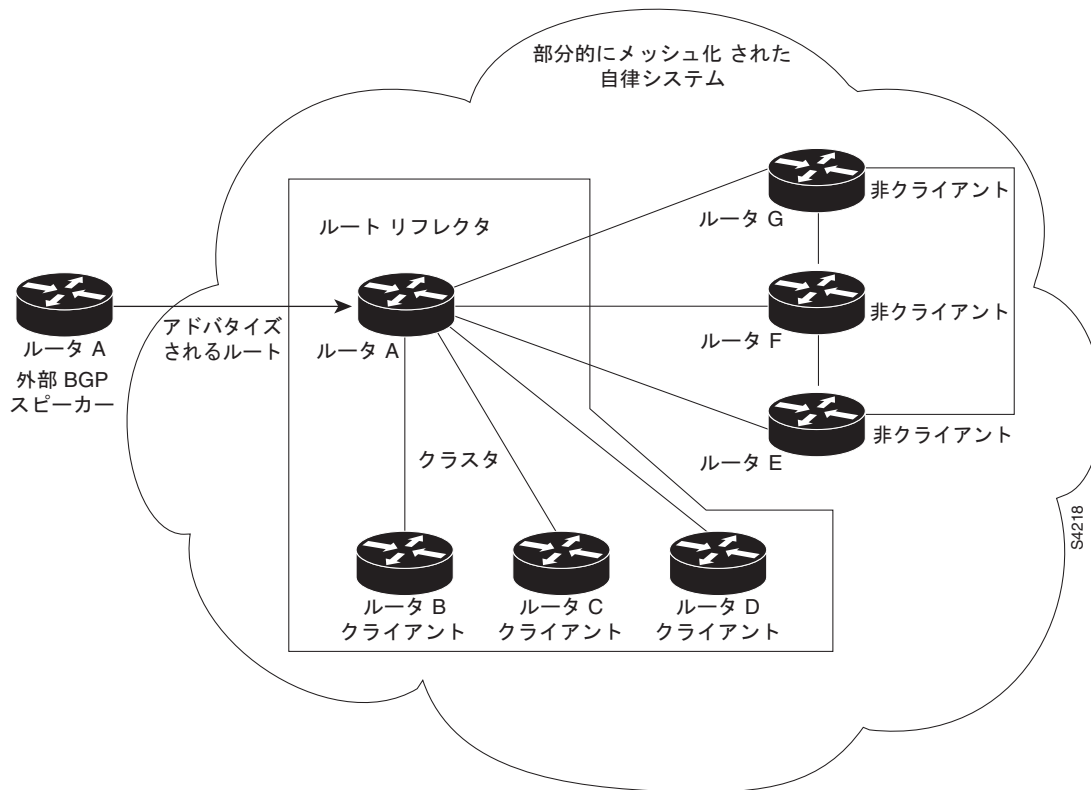 部分的にメッシュ化 された
自律システム
非クライアント
ルータ G
ルート リフレクタ
非クライアント
ルータ F
アドバタイズ
されるルート
ルータ A
外部 BGP
スピーカー
ルータ A
非クライアント
ルータ E
クラスタ
S4218
ルータ B
クライアント
ルータ C
クライアント
ルータ D
クライアント